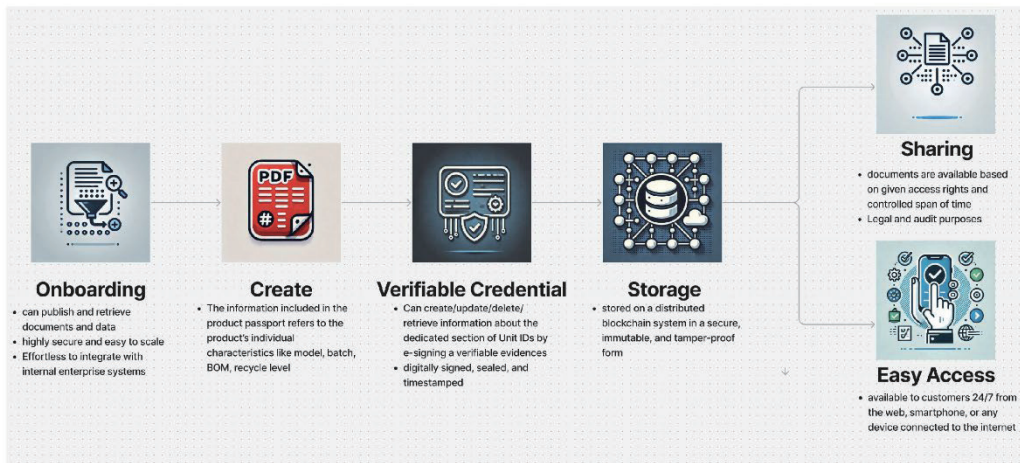 Sharing
• documents are available based
on given access rights and
controlled span of time
• Legal and audit purposes
PDF
#
Onboarding
• can publish and retrieve
documents and data
• highly secure and easy to scale
• Effortless to integrate with
internal enterprise systems
Create
• The information included in the
product passport refers to the
product's individual
characteristics like model, batch,
BOM, recycle level
Verifiable Credential
• Can create/update/delete/
retrieve information about the
dedicated section of Unit IDs by
e-signing a verifiable evidences
• digitally signed, sealed, and
timestamped
Storage
• stored on a distributed
blockchain system in a secure,
immutable, and tamper-proof
form
Easy Access
• available to customers 24/7 from
the web, smartphone, or any
device connected to the internet